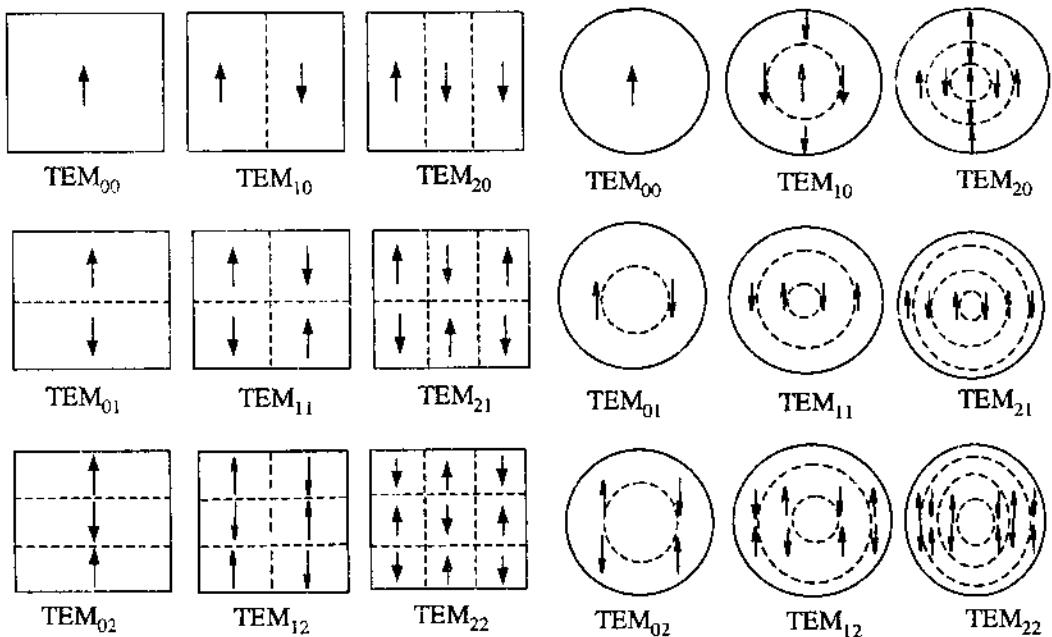 TEM₀₀ TEM₁₀ TEM₂₀ TEM₀₀ TEM₁₀ TEM₂₀
TEM₀₁ TEM₁₁ TEM₂₁ TEM₀₁ TEM₁₁ TEM₂₁
TEM₀₂ TEM₁₂ TEM₂₂ TEM₀₂ TEM₁₂ TEM₂₂